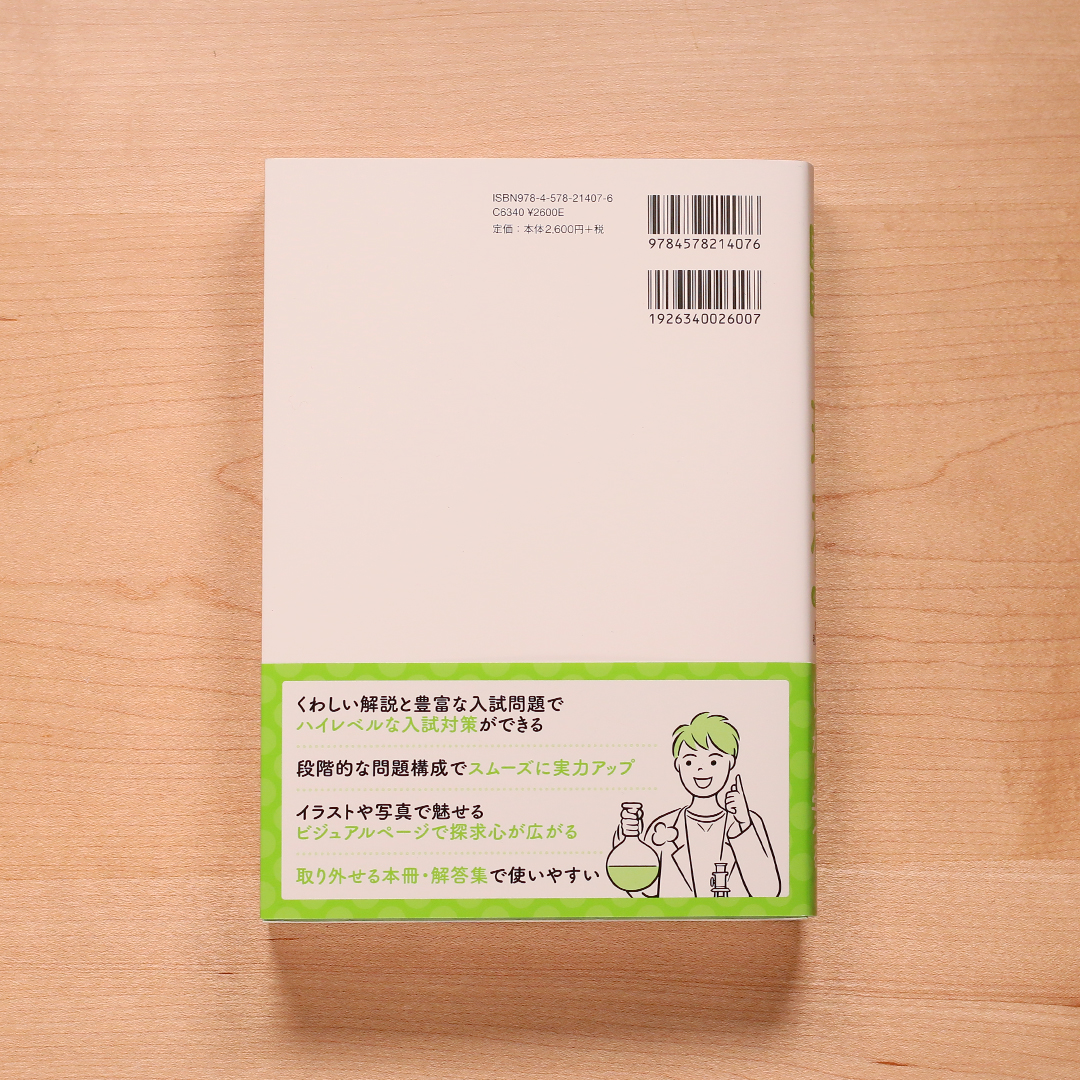 ISBN978-4-578-21407-6
C6340 ¥2600E
定価：本体2,600円+税
9784578214076
1926340026007
くわしい解説と豊富な入試問題で
ハイレベルな入試対策ができる
段階的な問題構成でスムーズに実力アップ
イラストや写真で魅せる
ビジュアルページで探求心が広がる
取り外せる本冊・解答集で使いやすい